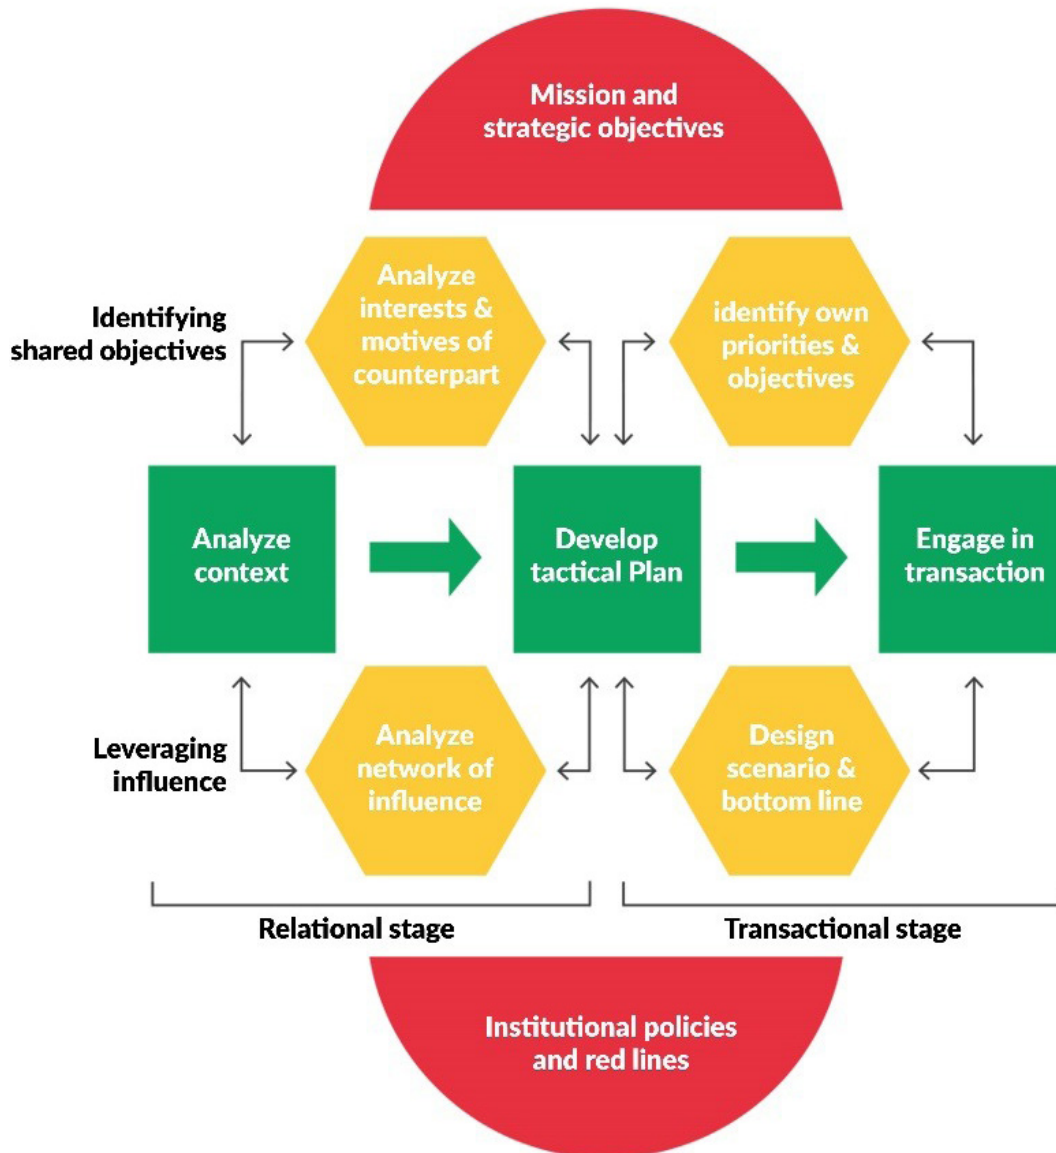 Mission and
strategic objectives
Identifying
shared objectives
Analyze
interests &
motives of
counterpart
identify own
priorities &
objectives
Analyze
context
Develop
tactical Plan
Engage in
transaction
Leveraging
influence
Analyze
network of
influence
Design
scenario &
bottom line
Relational stage
Transactional stage
Institutional policies
and red lines